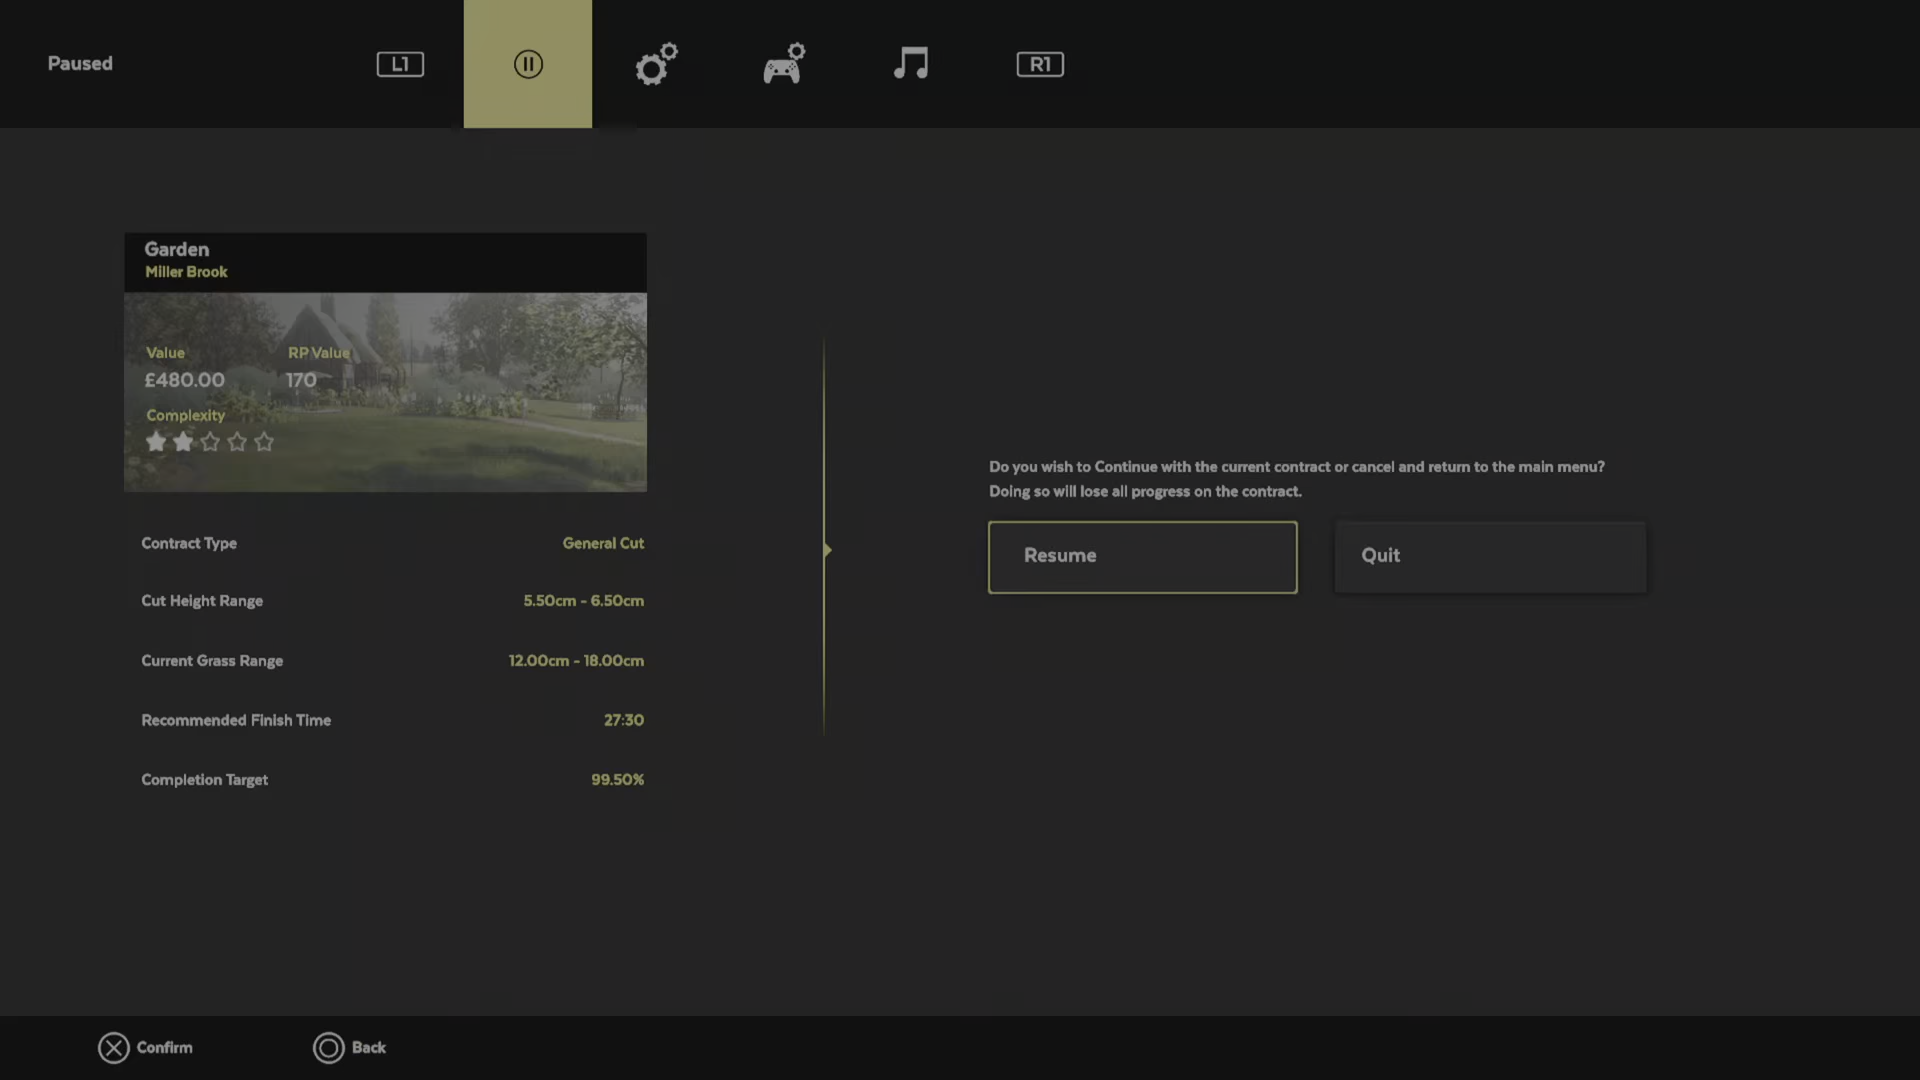 Paused
L1
R1
Garden
Miller Brook
Value
RP Value
£480.00
170
Complexity
Contract Type
General Cut
Cut Height Range
5.50cm - 6.50cm
Current Grass Range
12.00cm - 18.00cm
Recommended Finish Time
27:30
Completion Target
99.50%
Do you wish to Continue with the current contract or cancel and return to the main menu?
Doing so will lose all progress on the contract.
Resume
Quit
Confirm
Back